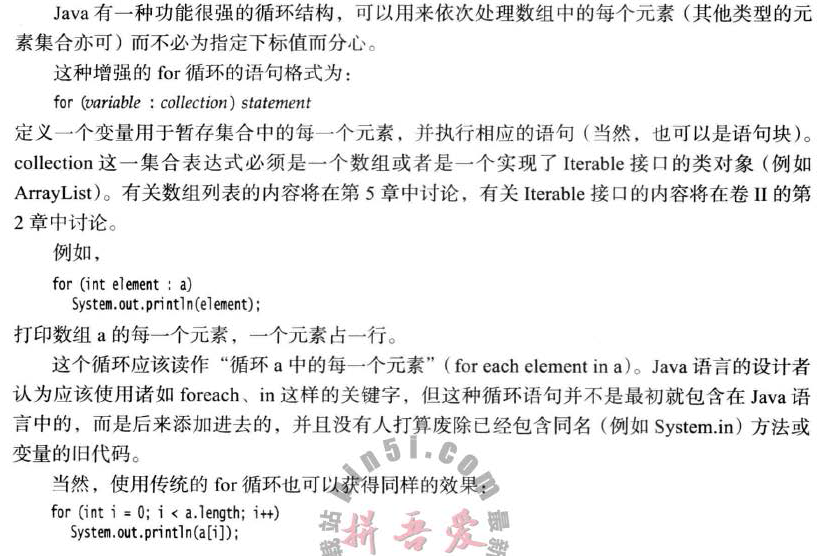 Java 有一种功能很强的循环结构，可以用来依次处理数组中的每个元素（其他类型的元
素集合亦可）而不必为指定下标值而分心。
这种增强的 for 循环的语句格式为：
for (variable : collection) statement
定义一个变量用于暂存集合中的每一个元素，并执行相应的语句（当然，也可以是语句块）。
collection 这一集合表达式必须是一个数组或者是一个实现了 Iterable 接口的类对象（例如
ArrayList）。有关数组列表的内容将在第 5 章中讨论，有关 Iterable 接口的内容将在卷 II 的第
2 章中讨论。
例如，
for (int element : a)
System.out.println(element);
打印数组 a 的每一个元素，一个元素占一行。
这个循环应该读作“循环 a 中的每一个元素”（for each element in a）。Java 语言的设计者
认为应该使用诸如 foreach、in 这样的关键字，但这种循环语句并不是最初就包含在 Java 语
言中的，而是后来添加进去的，并且没有人打算废除已经包含同名（例如 System.in）方法或
变量的旧代码。
当然，使用传统的 for 循环也可以获得同样的效果：
for (int i = 0; i < a.length; i++)
System.out.println(a[i]);
win51.com
拼吾爱
载站
最新